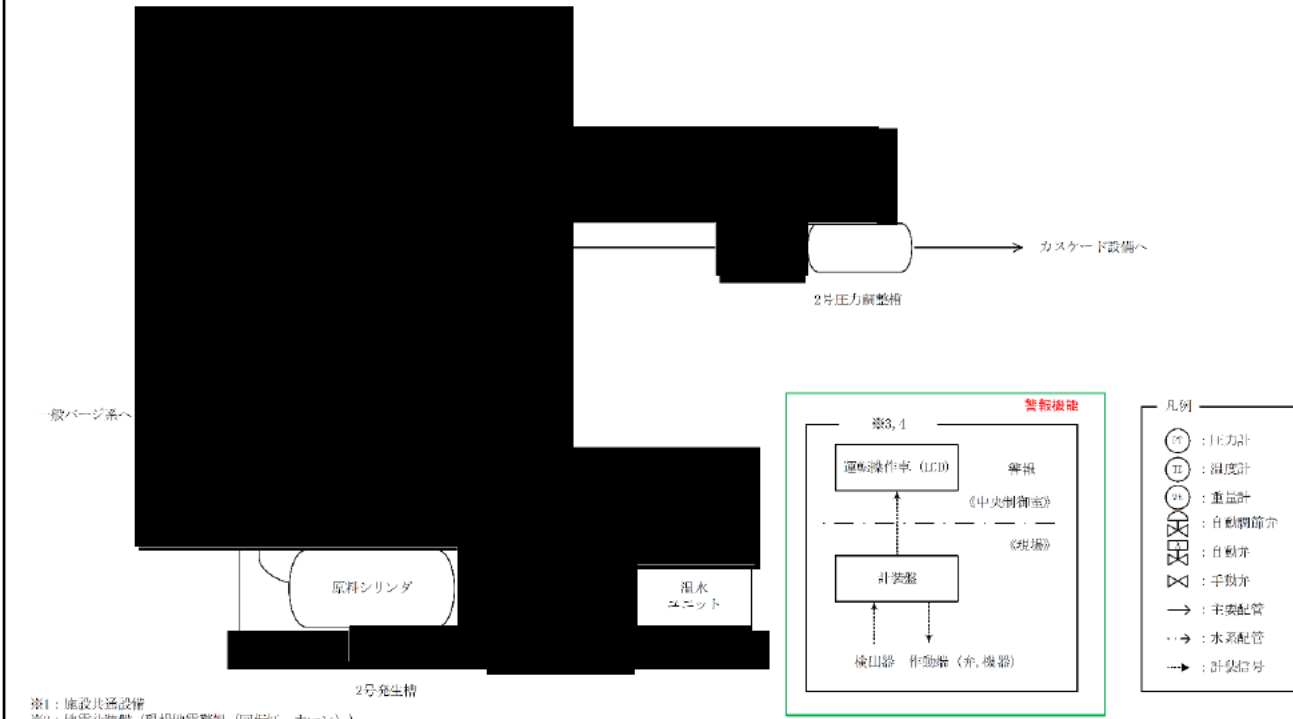 カスケード設備へ
2号圧力調整槽
一般パージ系へ
警報機能
※3,4
運転操作卓 (LCD)
警報
《中央制御室》
《現場》
計装盤
検出器 作動端 (弁,機器)
凡例
PT : 圧力計
TE : 温度計
WE : 重量計
: 自動調節弁
: 自動弁
: 手動弁
: 主要配管
: 水系配管
: 計装信号
原料シリンダ
温水
ユニット
2号発生槽
※1 : 施設共通設備